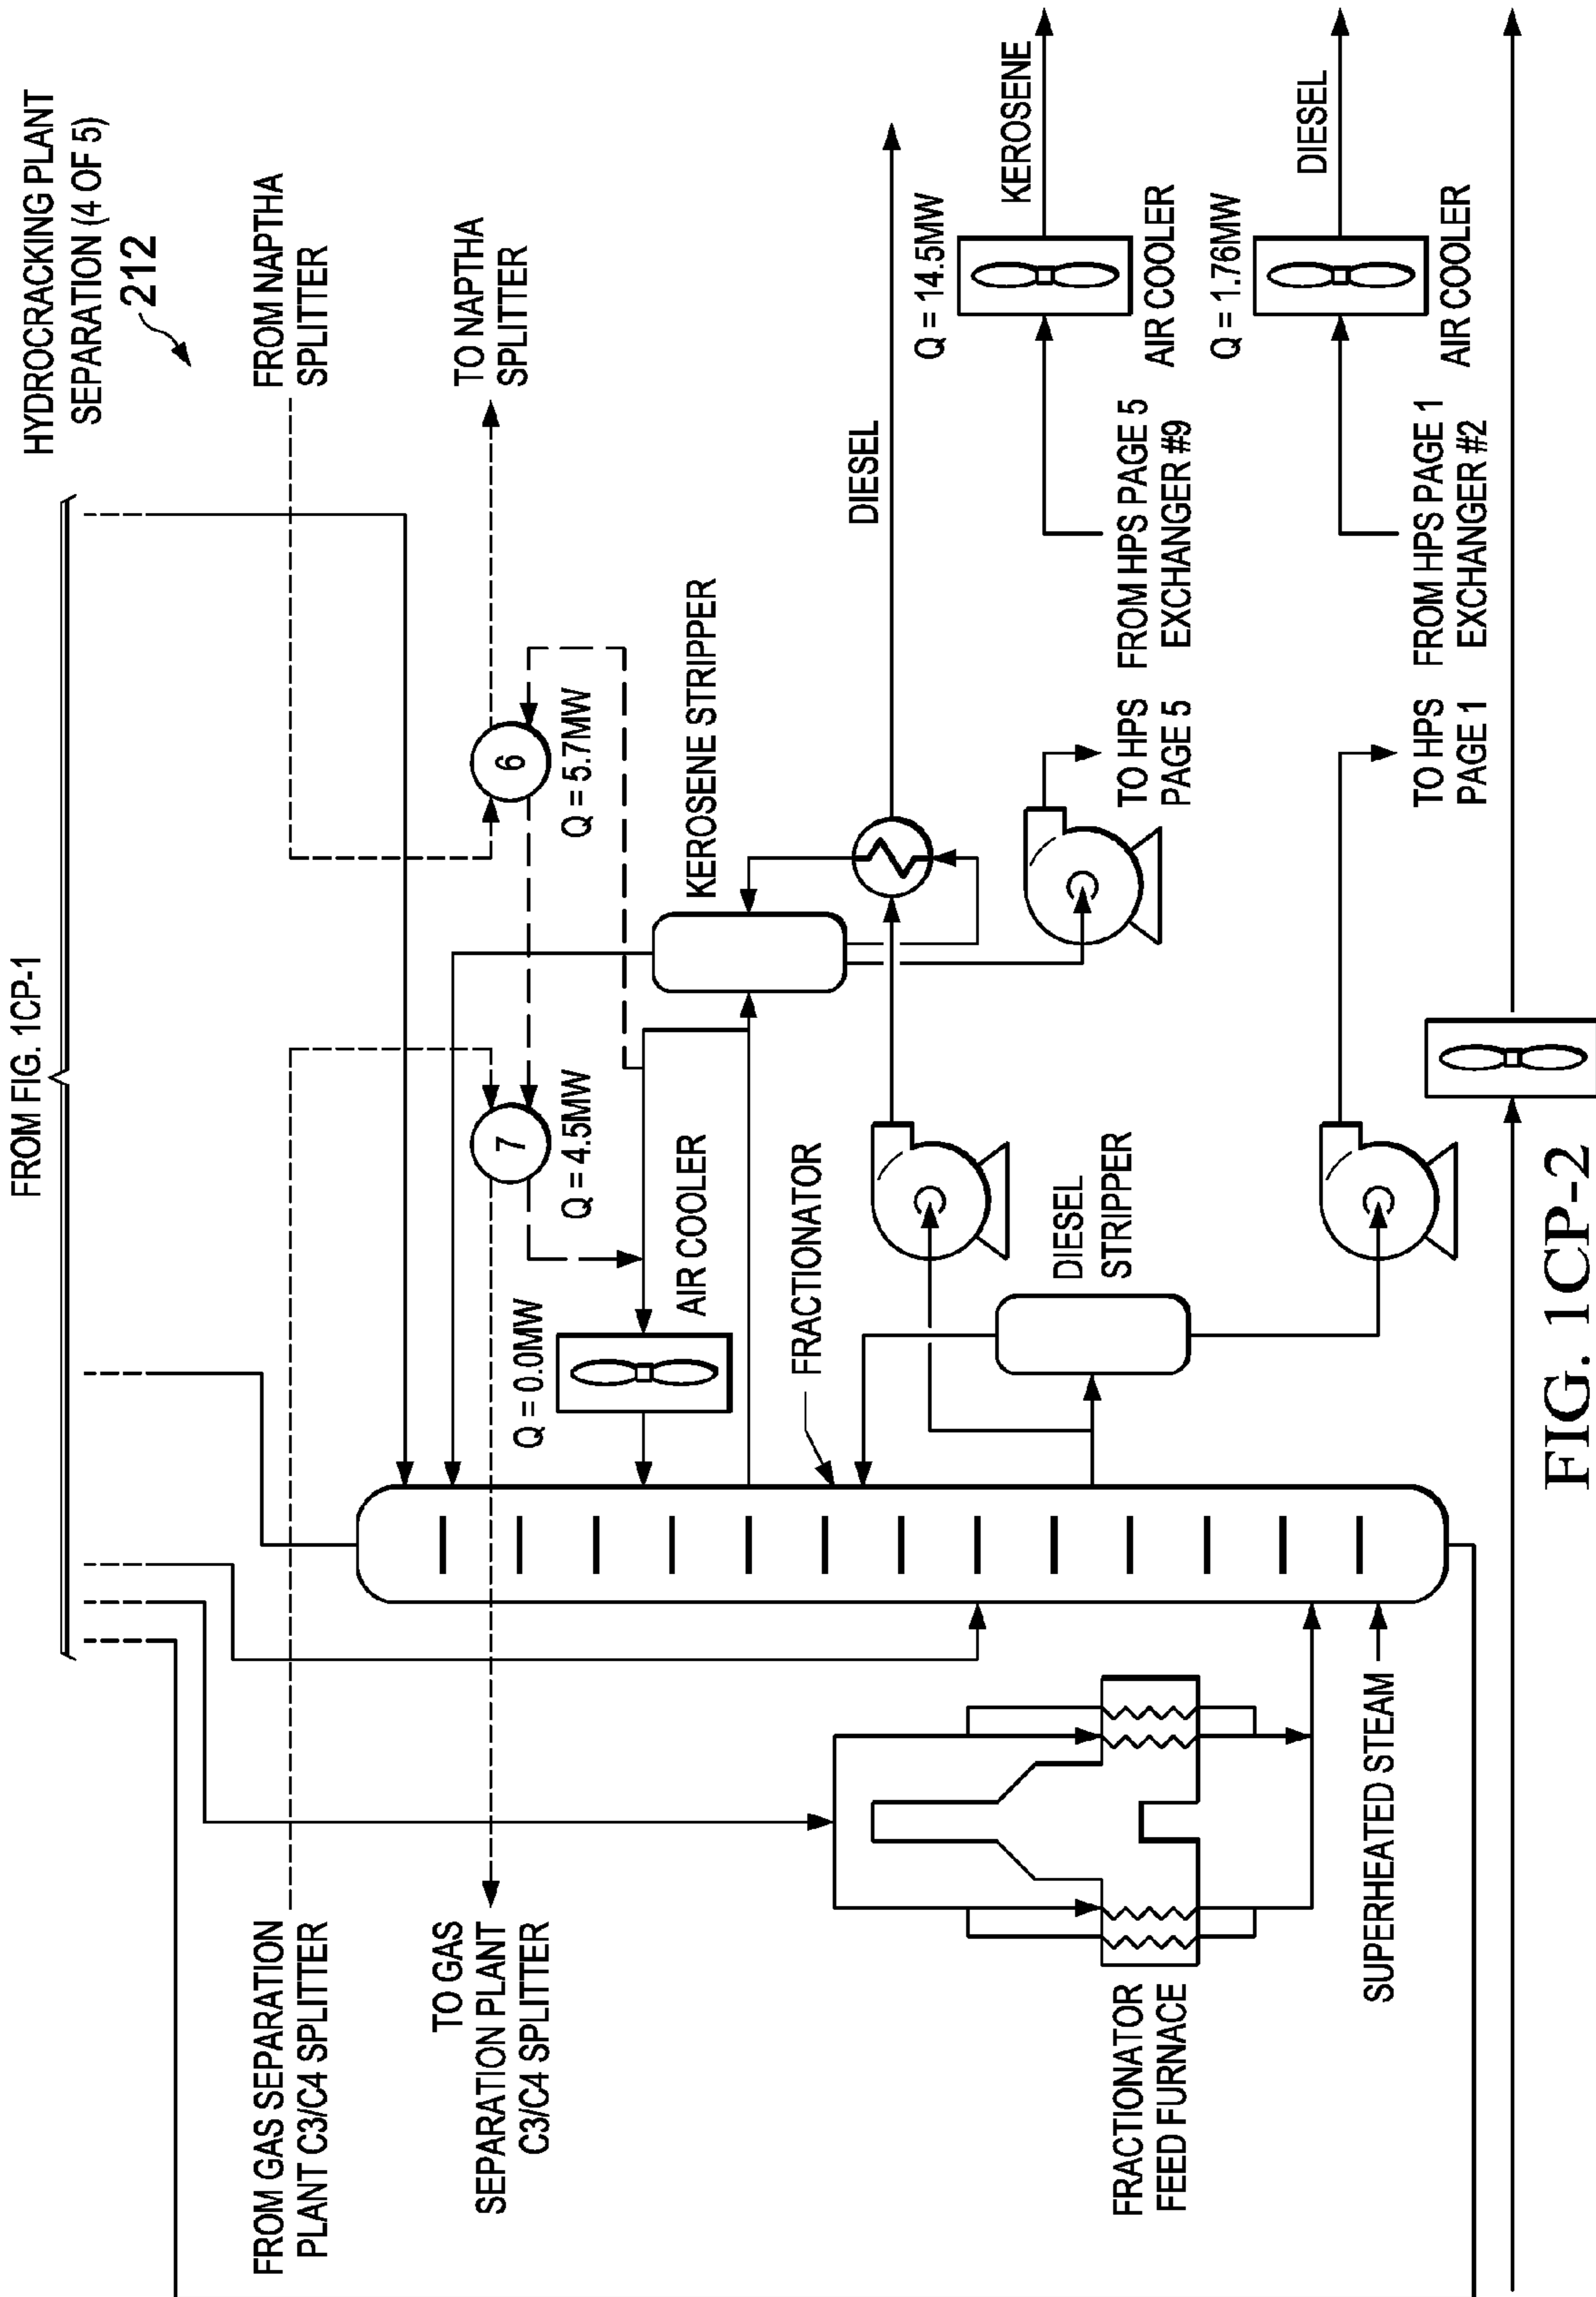 FROM FIG. 1CP-1
HYDROCRACKING PLANT
SEPARATION (4 OF 5)
212
FROM GAS SEPARATION
PLANT C3/C4 SPLITTER
FROM NAPTHA
SPLITTER
TO GAS
SEPARATION PLANT
C3/C4 SPLITTER
7
Q = 4.5MW
6
Q = 5.7MW
TO NAPTHA
SPLITTER
Q = 0.0MW
AIR COOLER
KEROSENE STRIPPER
FRACTIONATOR
DIESEL
FRACTIONATOR
FEED FURNACE
DIESEL
STRIPPER
TO HPS
PAGE 5
FROM HPS PAGE 5
EXCHANGER #9
Q = 14.5MW
AIR COOLER
KEROSENE
SUPERHEATED STEAM
TO HPS
PAGE 1
FROM HPS PAGE 1
EXCHANGER #2
Q = 1.76MW
AIR COOLER
DIESEL
FIG. 1CP-2